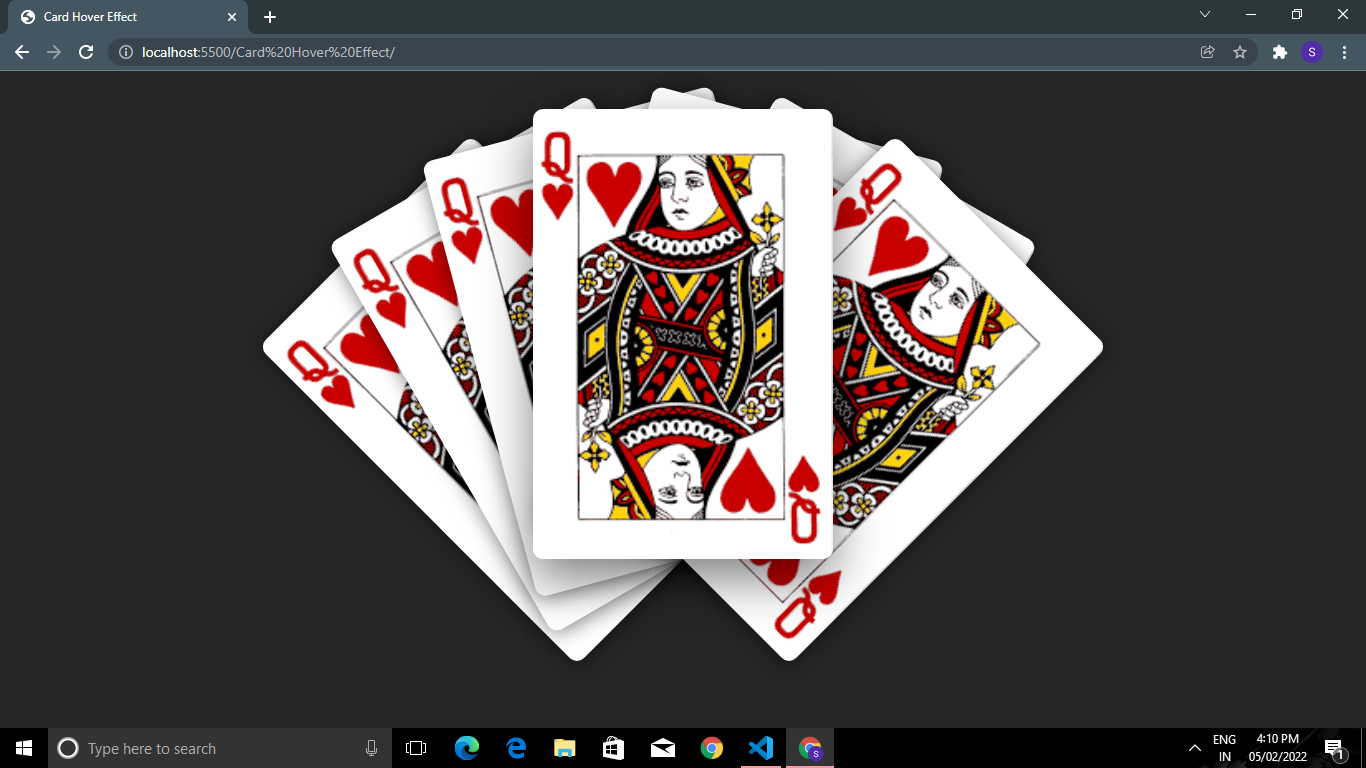 Card Hover Effect
localhost:5500/Card%20Hover%20Effect/
S
Q
Q
Q
Q
Q
Q
Q
Type here to search
S
ENG
IN
4:10 PM
05/02/2022
1